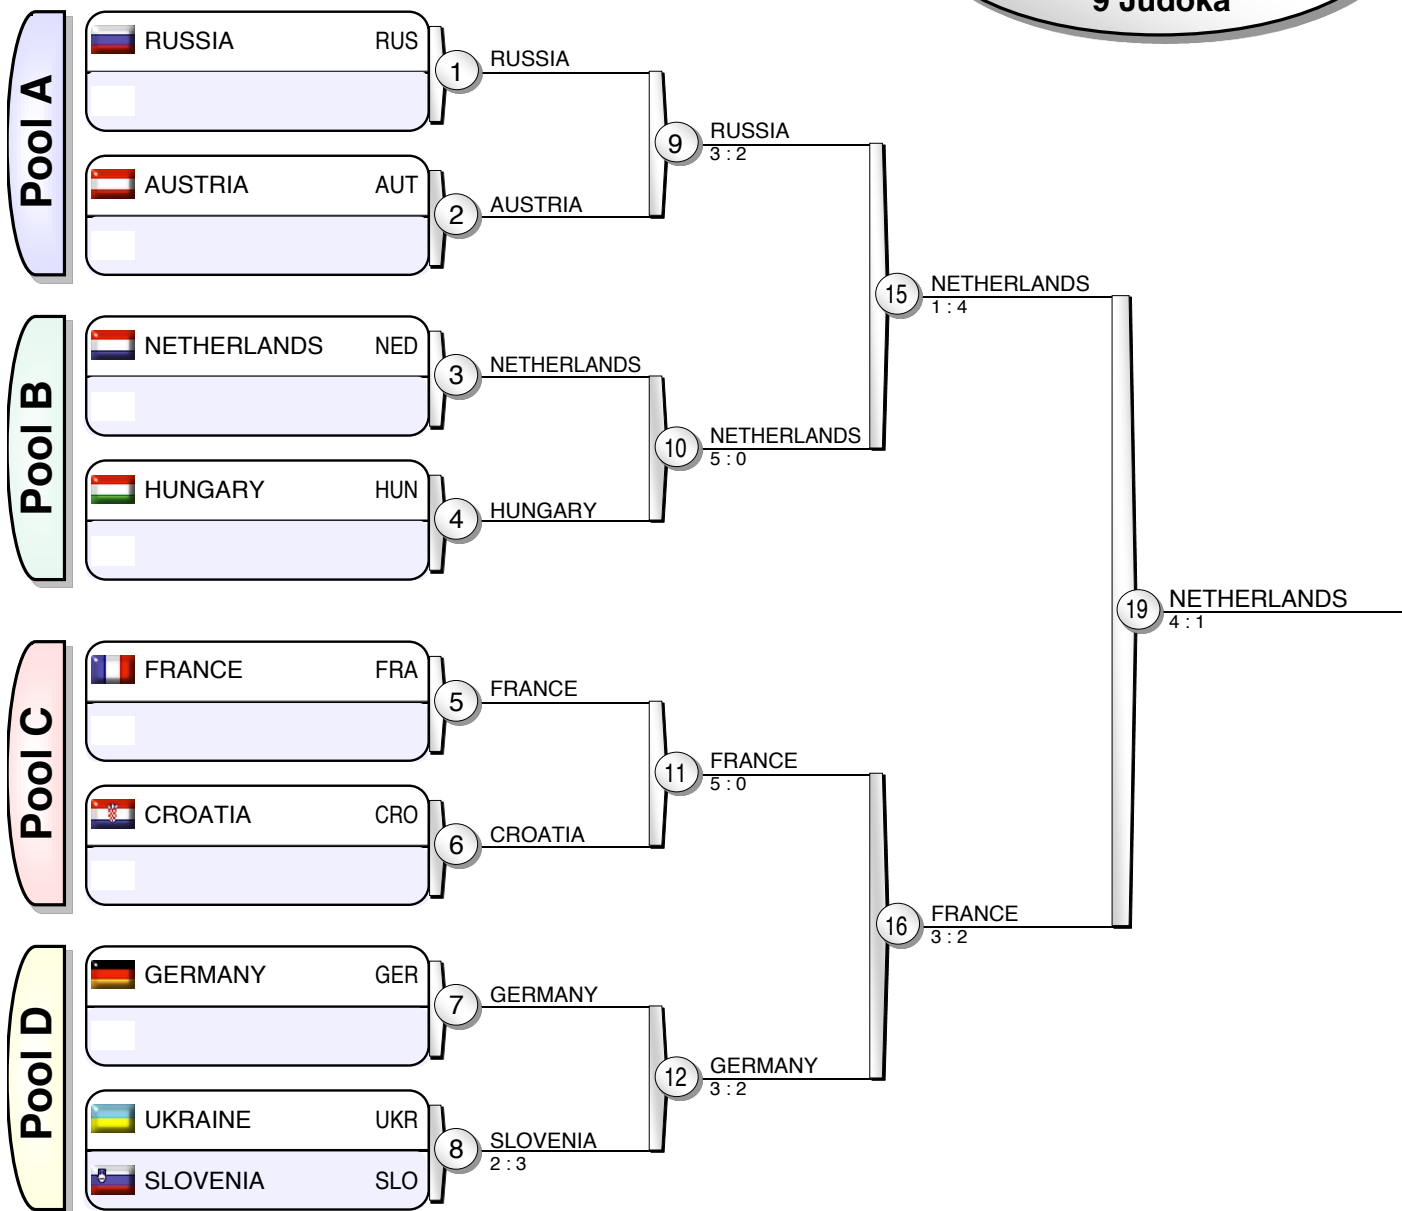 9 Judoka
Pool A
RUSSIA RUS
1
RUSSIA
AUSTRIA AUT
2
AUSTRIA
9
RUSSIA
3 : 2
Pool B
NETHERLANDS NED
3
NETHERLANDS
HUNGARY HUN
4
HUNGARY
10
NETHERLANDS
5 : 0
15
NETHERLANDS
1 : 4
Pool C
FRANCE FRA
5
FRANCE
CROATIA CRO
6
CROATIA
11
FRANCE
5 : 0
Pool D
GERMANY GER
7
GERMANY
UKRAINE UKR
SLOVENIA SLO
8
SLOVENIA
2 : 3
12
GERMANY
3 : 2
16
FRANCE
3 : 2
19
NETHERLANDS
4 : 1